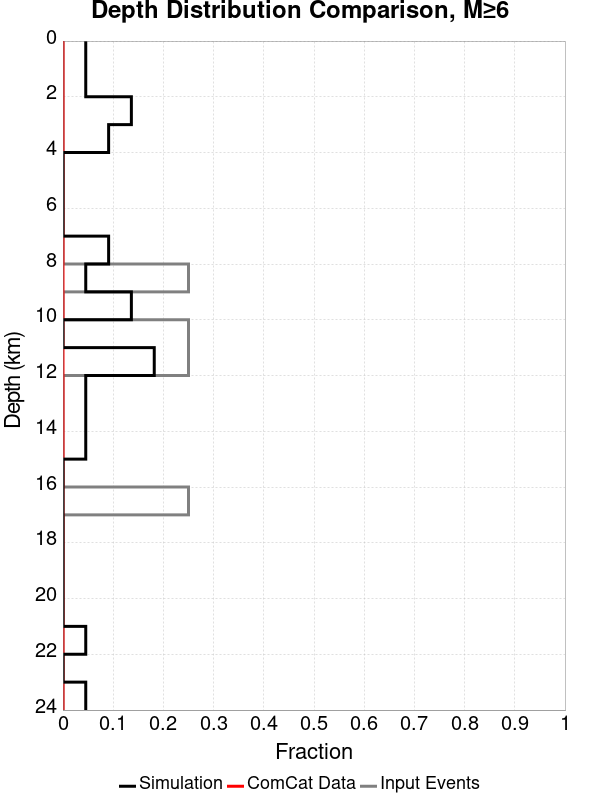 Depth Distribution Comparison, M≥6
0
2
4
6
8
10
12
14
16
18
20
22
24
Depth (km)
0 0.1 0.2 0.3 0.4 0.5 0.6 0.7 0.8 0.9 1
Fraction
Simulation ComCat Data Input Events